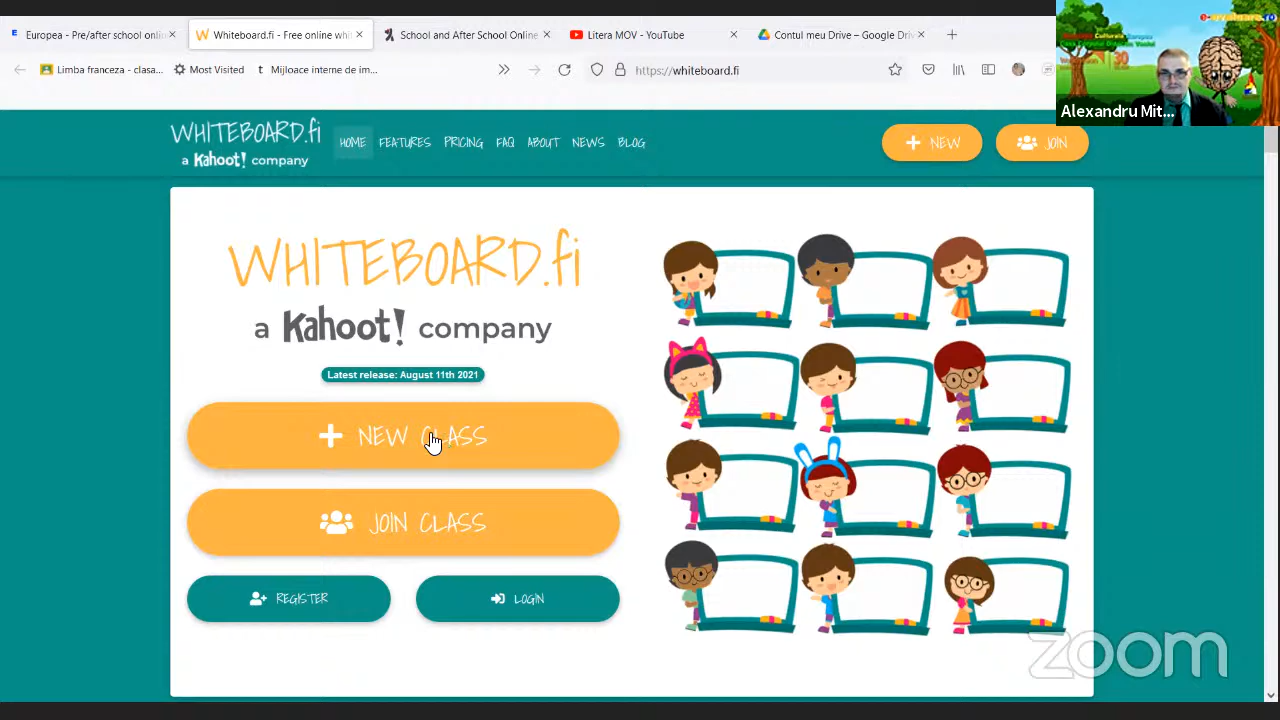 Europea - Pre/after school onli
Whiteboard.fi - Free online whi
School and After School Online
Litera MOV - YouTube
Contul meu Drive – Google Dri
Limba franceza - clasa...
Most Visited
Mijloace interne de im...
https://whiteboard.fi
Alexandru Mit...
WHITEBOARD.fi
a Kahoot! company
HOME FEATURES PRICING FAQ ABOUT NEWS BLOG
NEW
JOIN
WHITEBOARD.fi
a Kahoot! company
Latest release: August 11th 2021
NEW CLASS
JOIN CLASS
REGISTER
LOGIN
zoom